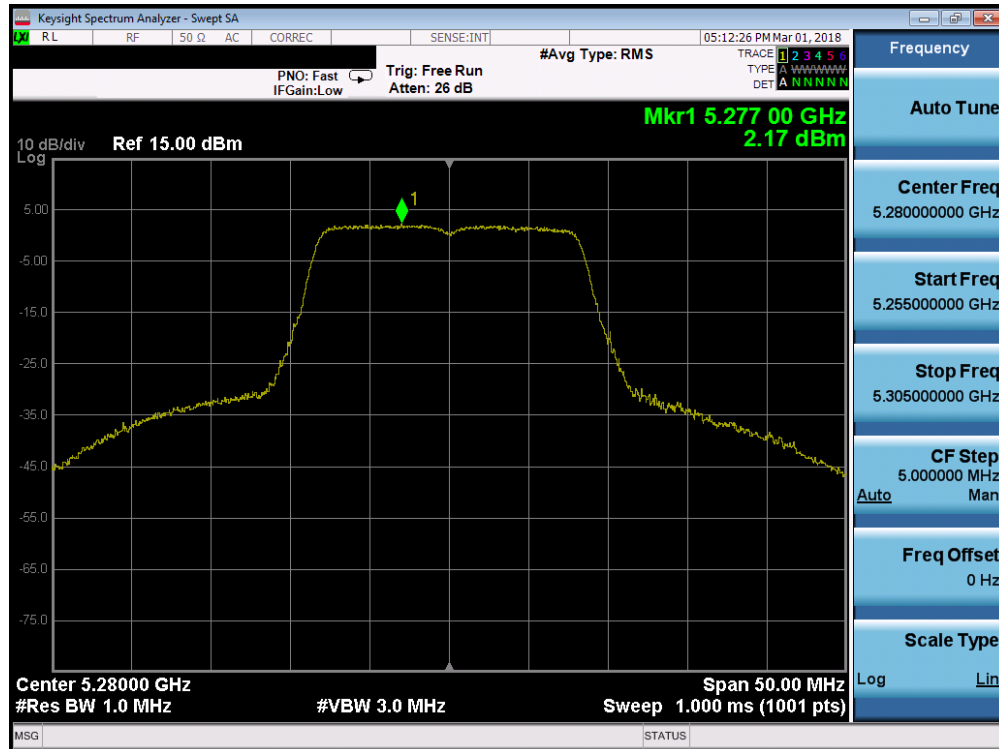 Keysight Spectrum Analyzer - Swept SA
LXI RL RF 50 Ω AC CORREC SENSE:INT 05:12:26 PM Mar 01, 2018
PNO: Fast
IFGain:Low
Trig: Free Run
Atten: 26 dB
#Avg Type: RMS
TRACE 1 2 3 4 5 6
TYPE A WWWWW
DET A N N N N N
Mkr1 5.277 00 GHz
2.17 dBm
10 dB/div
Log
Ref 15.00 dBm
1
5.00
-5.00
-15.0
-25.0
-35.0
-45.0
-55.0
-65.0
-75.0
Center 5.28000 GHz
Span 50.00 MHz
#Res BW 1.0 MHz
#VBW 3.0 MHz
Sweep 1.000 ms (1001 pts)
MSG
STATUS
Frequency
Auto Tune
Center Freq
5.280000000 GHz
Start Freq
5.255000000 GHz
Stop Freq
5.305000000 GHz
CF Step
5.000000 MHz
Auto Man
Freq Offset
0 Hz
Scale Type
Log Lin